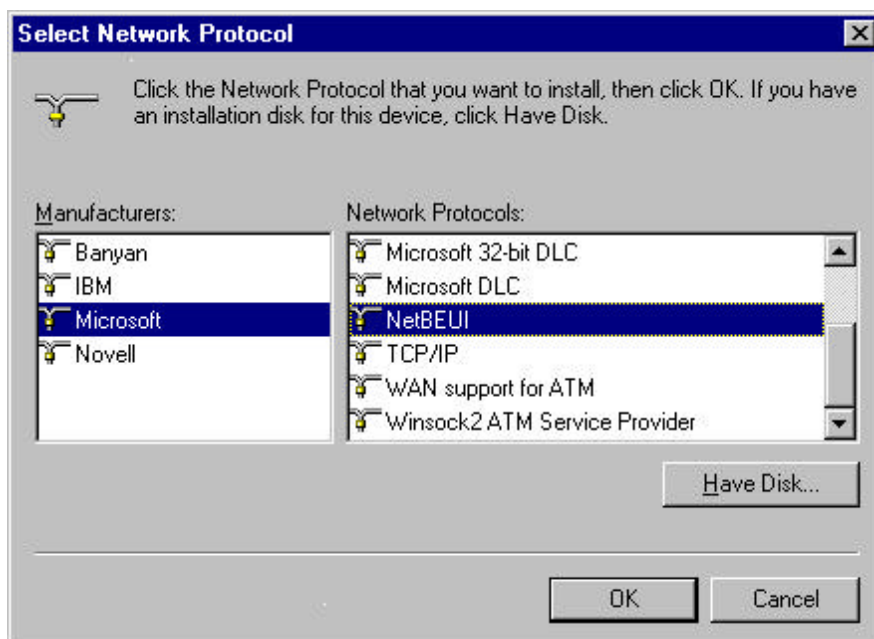 Select Network Protocol
Click the Network Protocol that you want to install, then click OK. If you have
an installation disk for this device, click Have Disk.
Manufacturers:
Banyan
IBM
Microsoft
Novell
Network Protocols:
Microsoft 32-bit DLC
Microsoft DLC
NetBEUI
TCP/IP
WAN support for ATM
Winsock2 ATM Service Provider
Have Disk...
OK
Cancel